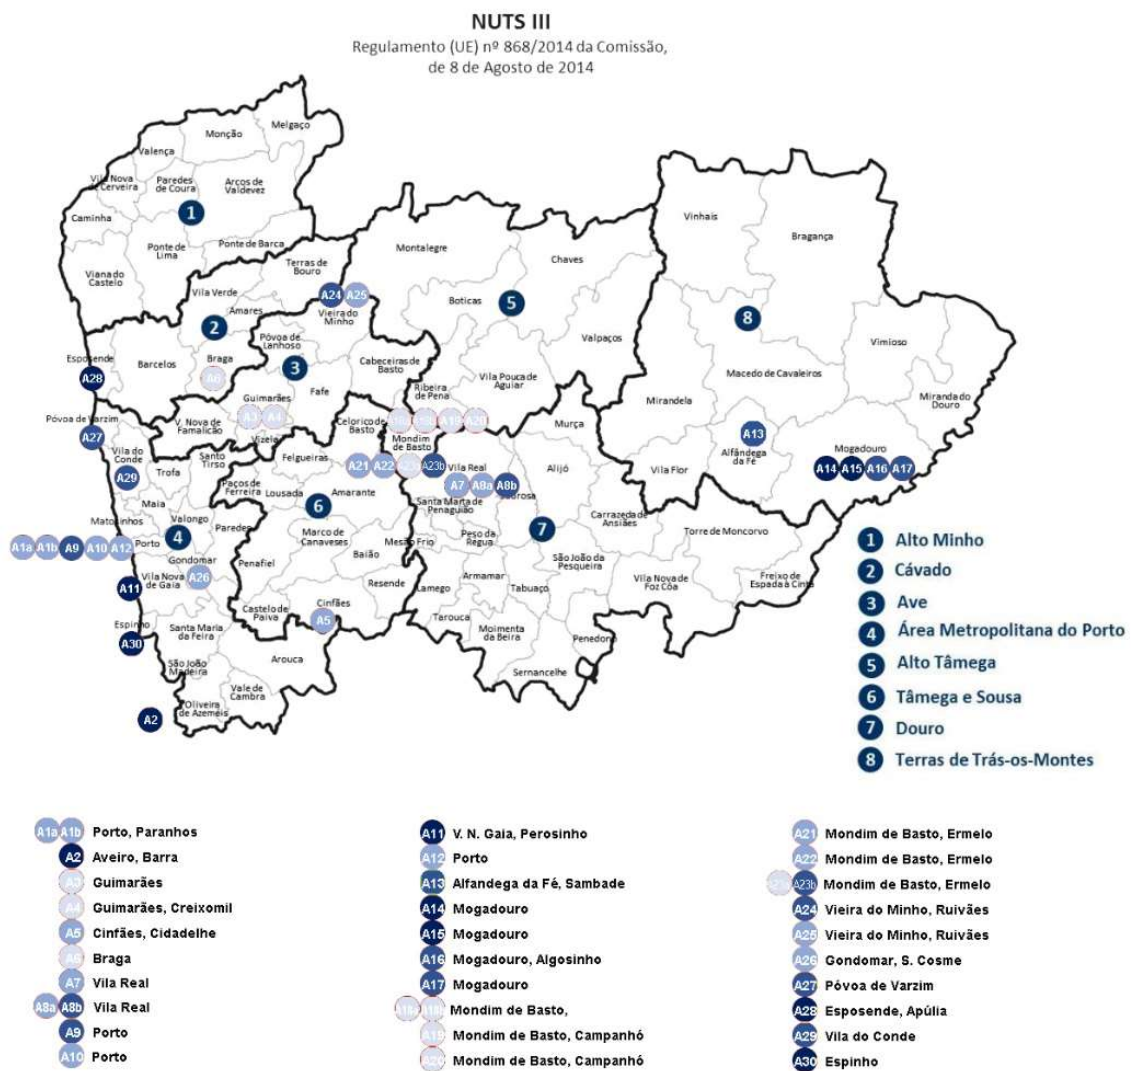 NUTS III
Regulamento (UE) nº 868/2014 da Comissão,
de 8 de Agosto de 2014
Melgaço
Monção
Valença
Vila Nova
de Cerveira
Paredes
de Coura
Arcos de
Valdevez
Caminha
1
Ponte de
Lima
Ponte de Barca
Viana do
Castelo
Terras de
Bouro
Vila Verde
Amares
2
Esposende
A28
Barcelos
Braga
A6
A24 A25
Vieira do
Minho
Póvoa de
Lanhoso
3
Cabeceiras de
Basto
Guimarães
A3 A4
Fafe
V. Nova de
Famalicão
Vizela
Montalegre
Chaves
Boticas
5
Valpaços
Vila Pouca de
Aguiar
Ribeira
de Pena
Vinhais
Bragança
8
Vimioso
Macedo de Cavaleiros
Mirandela
Miranda do
Douro
A13
Alfândega
da Fé
Mogadouro
A14 A15 A16 A17
Vila Flor
Póvoa de Varzim
A27
Vila do
Conde
A29
Santo
Tirso
Trofa
Maia
Matosinhos
Valongo
Paredes
4
Porto
Gondomar
A1a A1b A9 A10 A12
Vila Nova
de Gaia
A26
A11
Espinho
A30
Santa Maria
da Feira
São João
Madeira
Arouca
Vale de
Cambra
Oliveira
de Azeméis
A2
Celorico de
Basto
A18a A18b A19 A20
Mondim
de Basto
Felgueiras
A21 A22 A23a A23b
Paços de
Ferreira
Lousada
Amarante
6
Marco de
Canaveses
Baião
Penafiel
Resende
Castelo de
Paiva
Cinfães
A5
Murça
Vila Real
Alijó
A7 A8a A8b
Santa Marta de
Penaguião
Mesão Frio
Peso da
Régua
7
Carrazeda de
Ansiães
Torre de Moncorvo
São João da
Pesqueira
Armamar
Lamego
Tabuaço
Vila Nova de
Foz Côa
Freixo de
Espada à Cinta
Tarouca
Moimenta
da Beira
Penedono
Sernancelhe
1 Alto Minho
2 Cávado
3 Ave
4 Área Metropolitana do Porto
5 Alto Tâmega
6 Tâmega e Sousa
7 Douro
8 Terras de Trás-os-Montes
A1a A1b Porto, Paranhos
A2 Aveiro, Barra
A3 Guimarães
A4 Guimarães, Creixomil
A5 Cinfães, Cidadelhe
A6 Braga
A7 Vila Real
A8a A8b Vila Real
A9 Porto
A10 Porto
A11 V. N. Gaia, Perosinho
A12 Porto
A13 Alfandega da Fé, Sambade
A14 Mogadouro
A15 Mogadouro
A16 Mogadouro, Algosinho
A17 Mogadouro
A18a A18b Mondim de Basto,
A19 Mondim de Basto, Campanhó
A20 Mondim de Basto, Campanhó
A21 Mondim de Basto, Ermelo
A22 Mondim de Basto, Ermelo
A23a A23b Mondim de Basto, Ermelo
A24 Vieira do Minho, Ruivães
A25 Vieira do Minho, Ruivães
A26 Gondomar, S. Cosme
A27 Póvoa de Varzim
A28 Esposende, Apúlia
A29 Vila do Conde
A30 Espinho